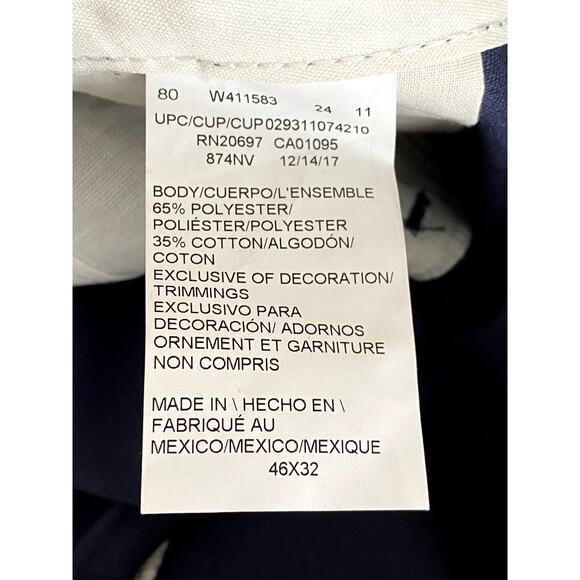 80 W411583 24 11
UPC/CUP/CUP029311074210
RN20697 CA01095
874NV 12/14/17
BODY/CUERPO/L'ENSEMBLE
65% POLYESTER/
POLIÉSTER/POLYESTER
35% COTTON/ALGODÓN/
COTON
EXCLUSIVE OF DECORATION/
TRIMMINGS
EXCLUSIVO PARA
DECORACIÓN/ ADORNOS
ORNEMENT ET GARNITURE
NON COMPRIS
MADE IN \ HECHO EN \
FABRIQUÉ AU
MEXICO/MEXICO/MEXIQUE
46X32